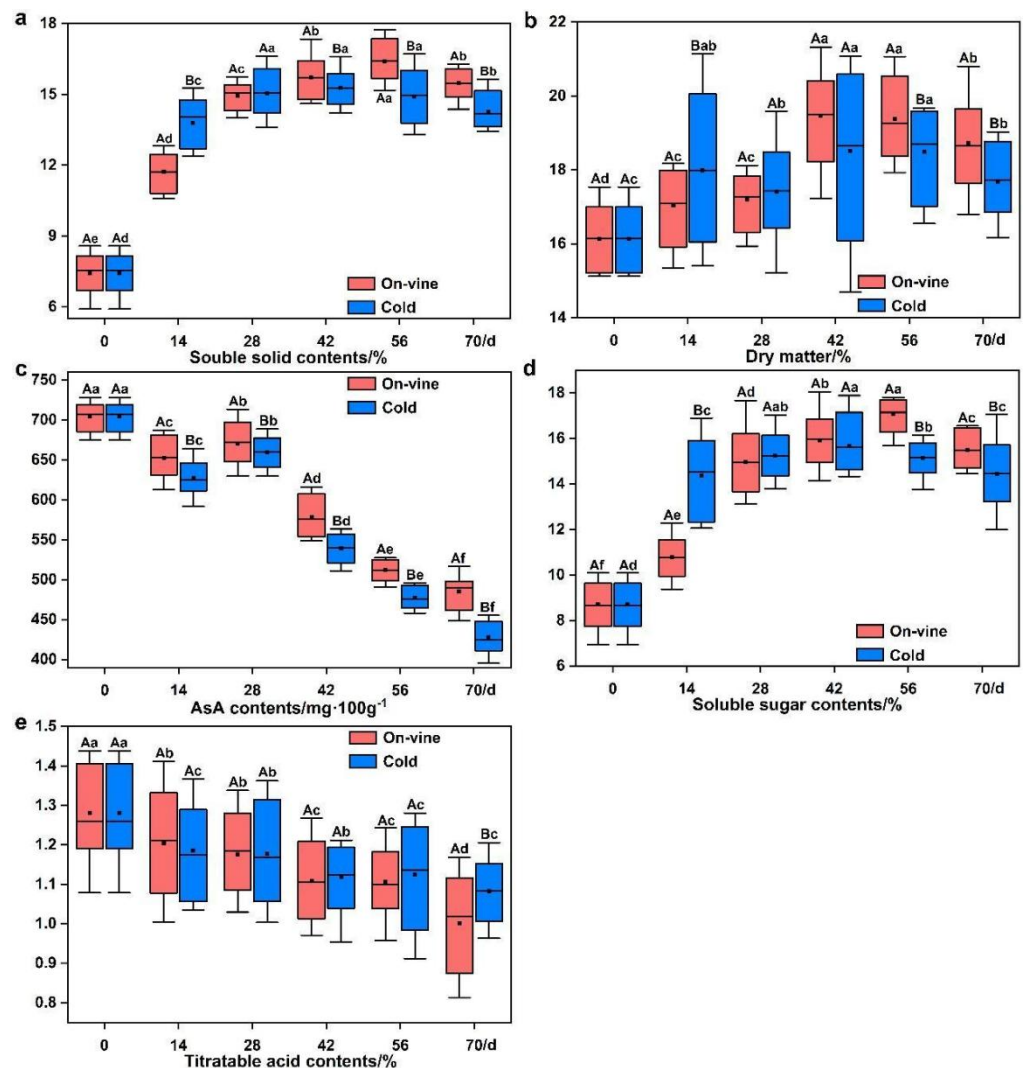 a
18
15
12
9
6
Ae Ad Ad Bc Ac Aa Ab Ba Aa Ba Ab Bb
On-vine
Cold
0 14 28 42 56 70/d
Souble solid contents/%
b
22
20
18
16
14
Ad Ac Ac Bab Ac Ab Aa Aa Aa Ba Ab Bb
On-vine
Cold
0 14 28 42 56 70/d
Dry matter/%
c
750
700
650
600
550
500
450
400
Aa Aa Ac Bc Ab Bb Ad Bd Ae Be Af Bf
On-vine
Cold
0 14 28 42 56 70/d
AsA contents/mg·100g⁻¹
d
18
16
14
12
10
8
6
Af Ad Ae Bc Ad Aab Ab Aa Aa Bb Ac Bc
On-vine
Cold
0 14 28 42 56 70/d
Soluble sugar contents/%
e
1.5
1.4
1.3
1.2
1.1
1.0
0.9
0.8
Aa Aa Ab Ac Ab Ab Ac Ab Ac Ac Ad Bc
On-vine
Cold
0 14 28 42 56 70/d
Titratable acid contents/%